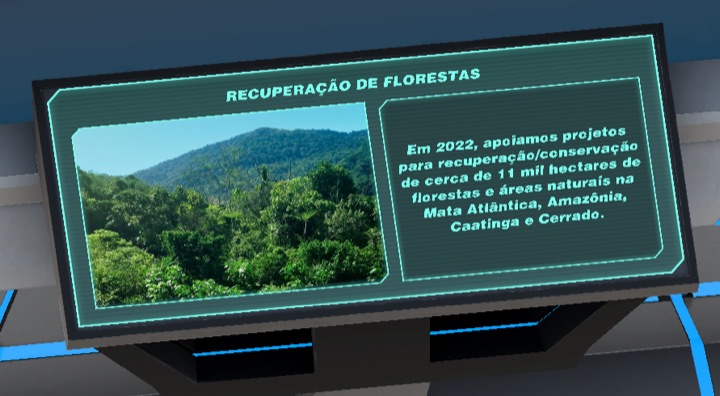 RECUPERAÇÃO DE FLORESTAS
Em 2022, apoiamos projetos
para recuperação/conservação
de cerca de 11 mil hectares de
florestas e áreas naturais na
Mata Atlântica, Amazônia,
Caatinga e Cerrado.